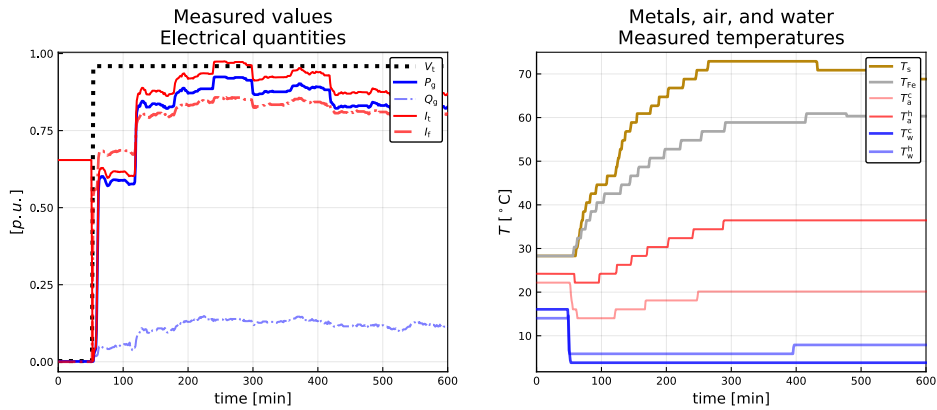 Measured values
Electrical quantities
1.00
0.75
0.50
0.25
0.00
[p.u.]
0
100
200
300
400
500
600
time [min]
V_t
P_g
Q_g
I_t
I_f
Metals, air, and water
Measured temperatures
70
60
50
40
30
20
10
T [°C]
0
100
200
300
400
500
600
time [min]
T_s
T_Fe
T_a^c
T_a^h
T_w^c
T_w^h